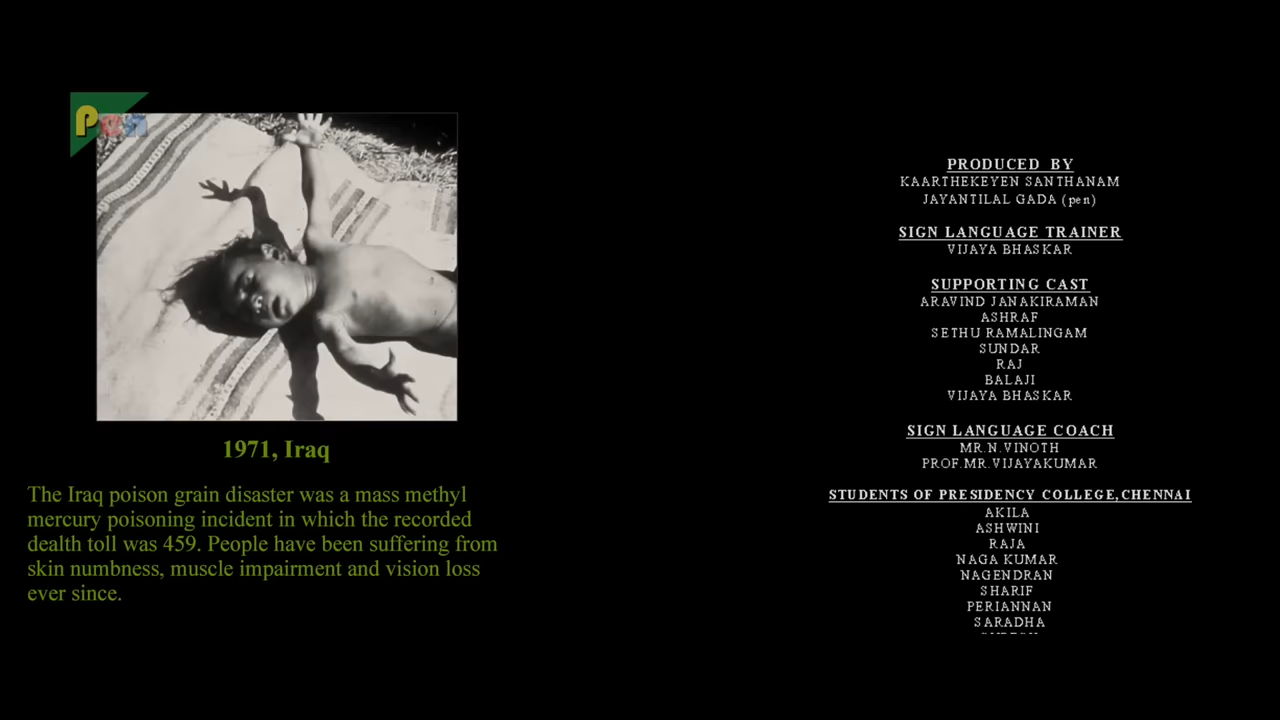 Pen
1971, Iraq
The Iraq poison grain disaster was a mass methyl
mercury poisoning incident in which the recorded
dealth toll was 459. People have been suffering from
skin numbness, muscle impairment and vision loss
ever since.
PRODUCED BY
KAARTHEKEYEN SANTHANAM
JAYANTILAL GADA (pen)
SIGN LANGUAGE TRAINER
VIJAYA BHASKAR
SUPPORTING CAST
ARAVIND JANAKIRAMAN
ASHRAF
SETHU RAMALINGAM
SUNDAR
RAJ
BALAJI
VIJAYA BHASKAR
SIGN LANGUAGE COACH
MR.N.VINOTH
PROF.MR.VIJAYAKUMAR
STUDENTS OF PRESIDENCY COLLEGE,CHENNAI
AKILA
ASHWINI
RAJA
NAGA KUMAR
NAGENDRAN
SHARIF
PERIANNAN
SARADHA